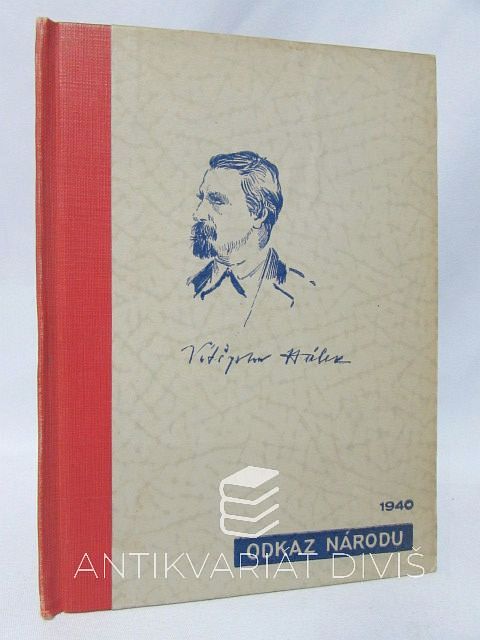 Vítězslav Hálek
1940
ODKAZ NÁRODU
ANTIKVARIÁT DIVIŠ